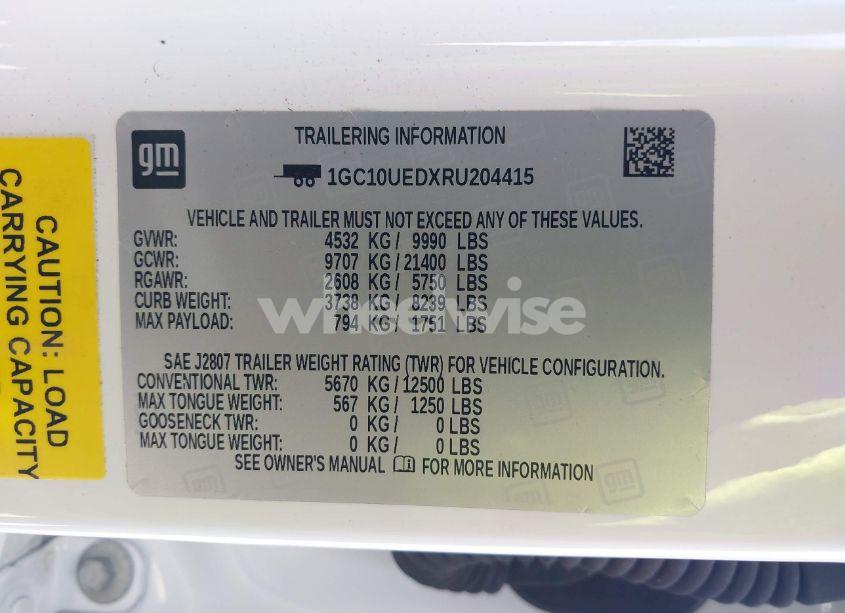 gm
TRAILERING INFORMATION
1GC10UEDXRU204415
VEHICLE AND TRAILER MUST NOT EXCEED ANY OF THESE VALUES.
GVWR: 4532 KG / 9990 LBS
GCWR: 9707 KG / 21400 LBS
RGAWR: 2608 KG / 5750 LBS
CURB WEIGHT: 3738 KG / 8239 LBS
MAX PAYLOAD: 794 KG / 1751 LBS
SAE J2807 TRAILER WEIGHT RATING (TWR) FOR VEHICLE CONFIGURATION.
CONVENTIONAL TWR: 5670 KG / 12500 LBS
MAX TONGUE WEIGHT: 567 KG / 1250 LBS
GOOSENECK TWR: 0 KG / 0 LBS
MAX TONGUE WEIGHT: 0 KG / 0 LBS
SEE OWNER'S MANUAL FOR MORE INFORMATION
CAUTION: LOAD
CARRYING CAPACITY
wheelwise